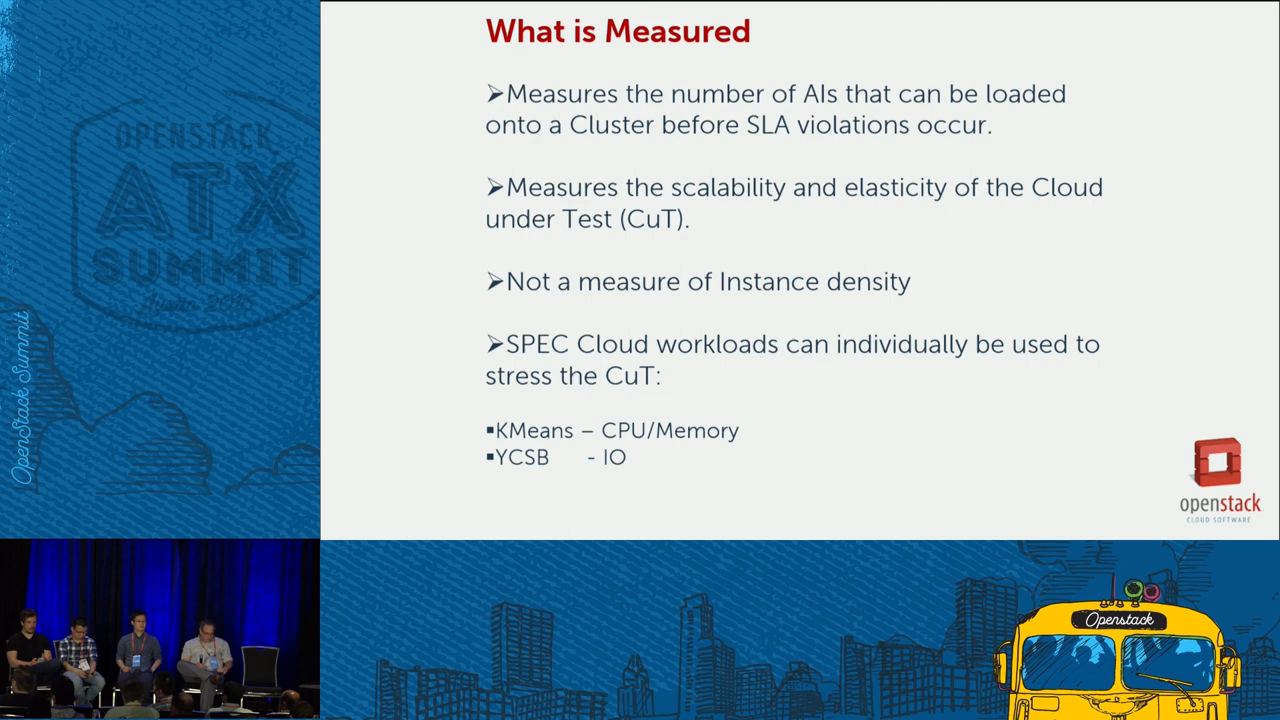 What is Measured
➢Measures the number of AIs that can be loaded
onto a Cluster before SLA violations occur.
➢Measures the scalability and elasticity of the Cloud
under Test (CuT).
➢Not a measure of Instance density
➢SPEC Cloud workloads can individually be used to
stress the CuT:
▪KMeans – CPU/Memory
▪YCSB - IO
openstack
CLOUD SOFTWARE
OPENSTACK
ATX
SUMMIT
Austin 2016
OpenStack Summit
Openstack